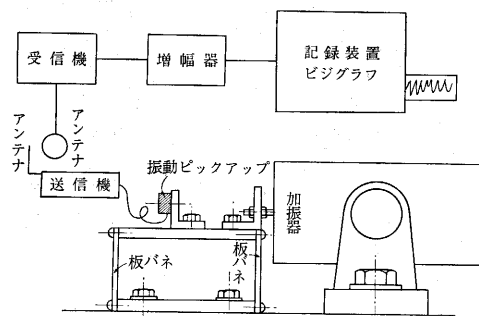 受信機
増幅器
記録装置
ビジグラフ
アンテナ
アンテナ
送信機
振動ピックアップ
加振器
板バネ
板バネ